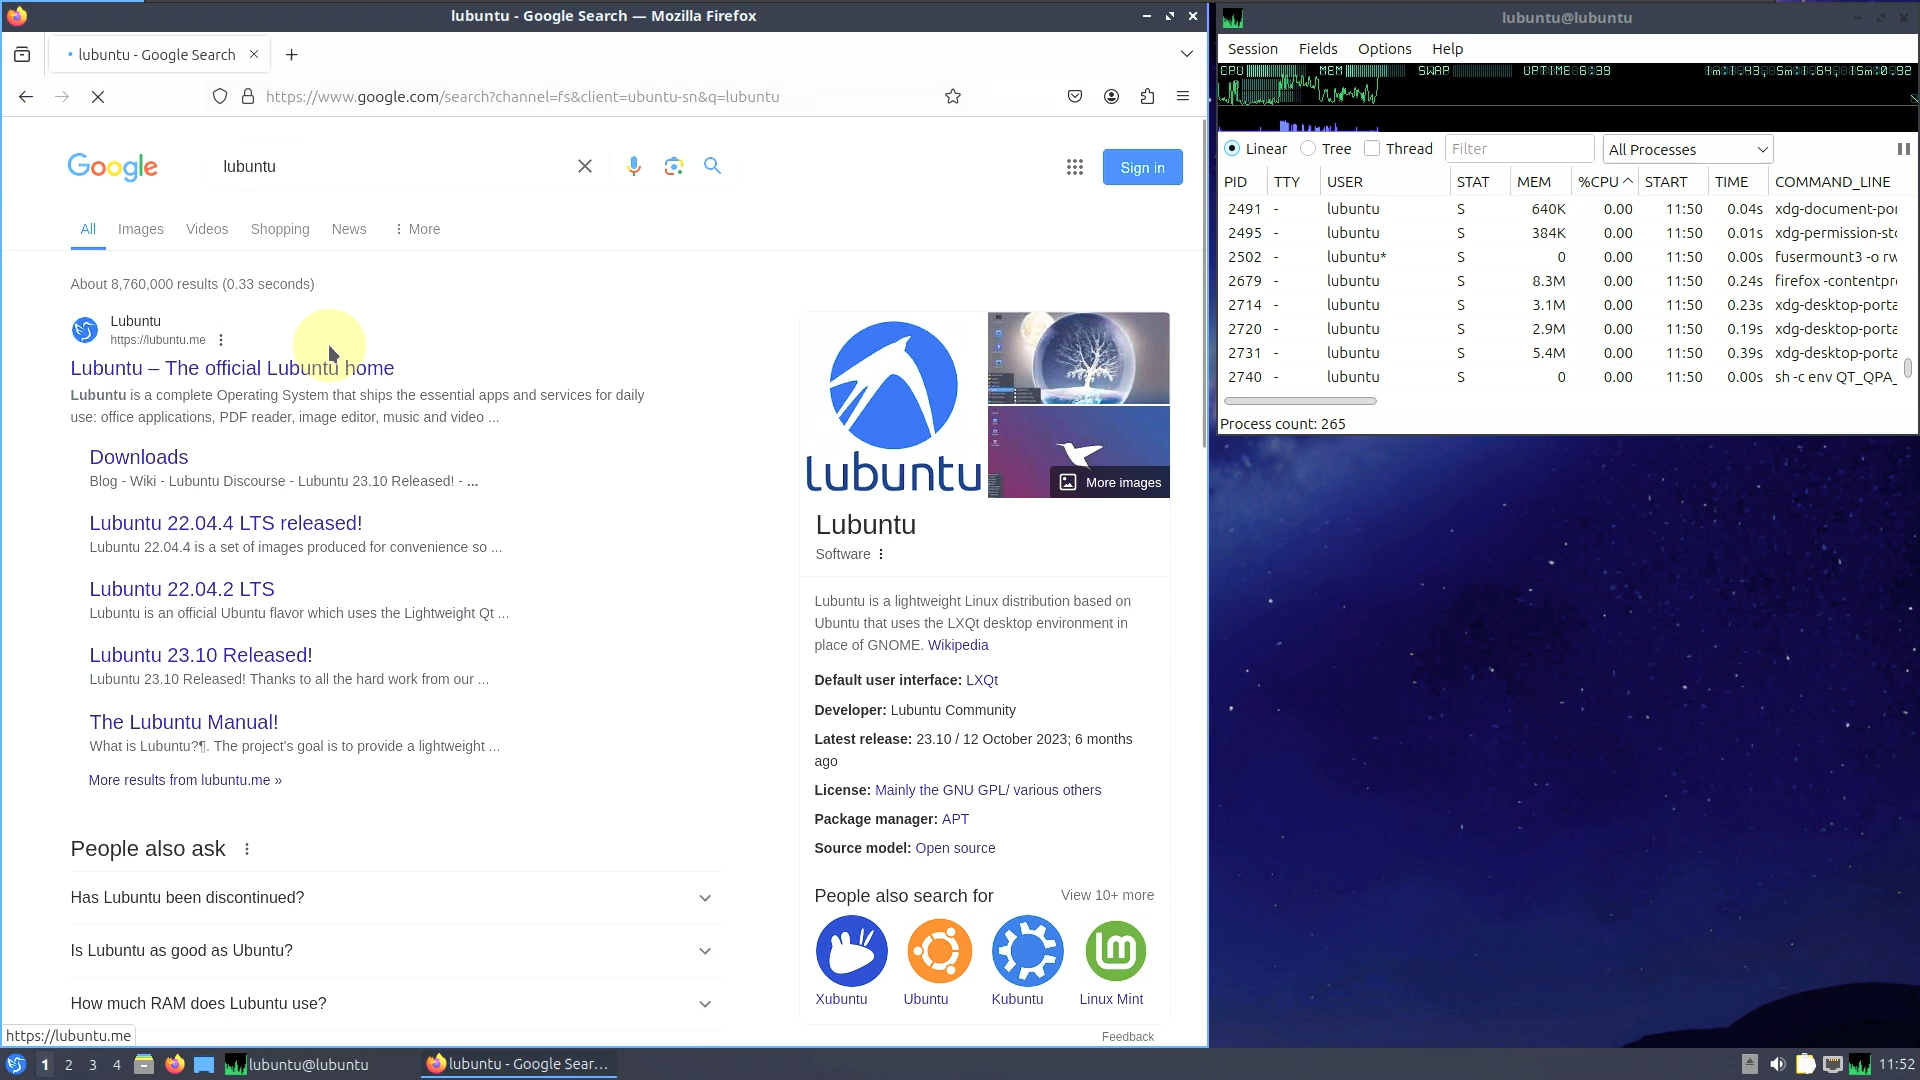 lubuntu - Google Search — Mozilla Firefox
lubuntu - Google Search
https://www.google.com/search?channel=fs&client=ubuntu-sn&q=lubuntu
Google
lubuntu
Sign in
All
Images
Videos
Shopping
News
More
About 8,760,000 results (0.33 seconds)
Lubuntu
https://lubuntu.me
Lubuntu – The official Lubuntu home
Lubuntu is a complete Operating System that ships the essential apps and services for daily
use: office applications, PDF reader, image editor, music and video ...
Downloads
Blog - Wiki - Lubuntu Discourse - Lubuntu 23.10 Released! - ...
Lubuntu 22.04.4 LTS released!
Lubuntu 22.04.4 is a set of images produced for convenience so ...
Lubuntu 22.04.2 LTS
Lubuntu is an official Ubuntu flavor which uses the Lightweight Qt ...
Lubuntu 23.10 Released!
Lubuntu 23.10 Released! Thanks to all the hard work from our ...
The Lubuntu Manual!
What is Lubuntu?¶. The project's goal is to provide a lightweight ...
More results from lubuntu.me »
People also ask
Has Lubuntu been discontinued?
Is Lubuntu as good as Ubuntu?
How much RAM does Lubuntu use?
https://lubuntu.me
lubuntu
More images
Lubuntu
Software
Lubuntu is a lightweight Linux distribution based on
Ubuntu that uses the LXQt desktop environment in
place of GNOME. Wikipedia
Default user interface: LXQt
Developer: Lubuntu Community
Latest release: 23.10 / 12 October 2023; 6 months
ago
License: Mainly the GNU GPL/ various others
Package manager: APT
Source model: Open source
People also search for
View 10+ more
Xubuntu
Ubuntu
Kubuntu
Linux Mint
Feedback
lubuntu@lubuntu
Session Fields Options Help
CPU MEM SWAP UPTIME 6:39
Linear Tree Thread Filter All Processes
PID TTY USER STAT MEM %CPU START TIME COMMAND_LINE
2491 - lubuntu S 640K 0.00 11:50 0.04s xdg-document-por
2495 - lubuntu S 384K 0.00 11:50 0.01s xdg-permission-sto
2502 - lubuntu* S 0 0.00 11:50 0.00s fusermount3 -o rw
2679 - lubuntu S 8.3M 0.00 11:50 0.24s firefox -contentpro
2714 - lubuntu S 3.1M 0.00 11:50 0.23s xdg-desktop-porta
2720 - lubuntu S 2.9M 0.00 11:50 0.19s xdg-desktop-porta
2731 - lubuntu S 5.4M 0.00 11:50 0.39s xdg-desktop-porta
2740 - lubuntu S 0 0.00 11:50 0.00s sh -c env QT_QPA_
Process count: 265
1 2 3 4 lubuntu@lubuntu lubuntu - Google Sear... 11:52